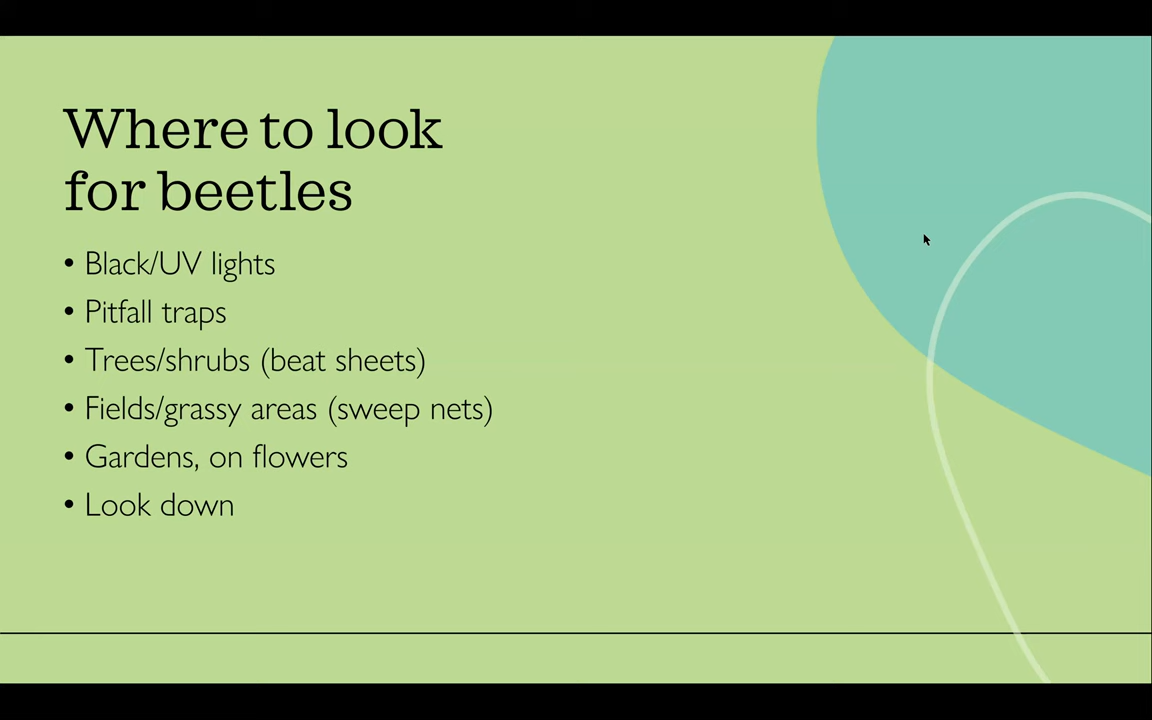 Where to look
for beetles
• Black/UV lights
• Pitfall traps
• Trees/shrubs (beat sheets)
• Fields/grassy areas (sweep nets)
• Gardens, on flowers
• Look down